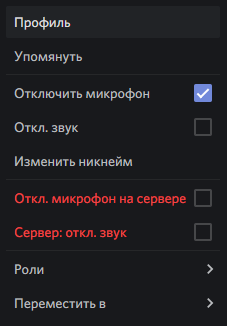 Профиль
Упомянуть
Отключить микрофон
Откл. звук
Изменить никнейм
Откл. микрофон на сервере
Сервер: откл. звук
Роли
Переместить в